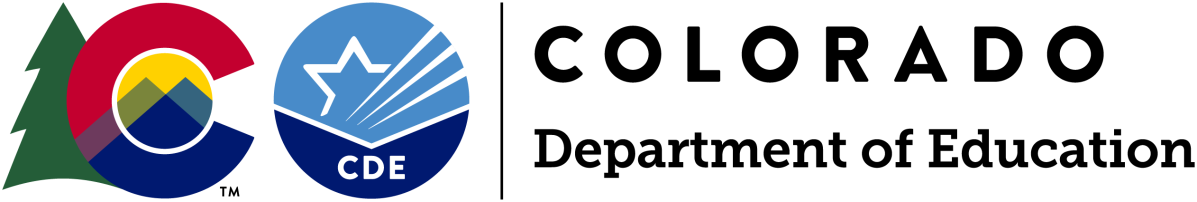 TM
CDE
COLORADO
Department of Education